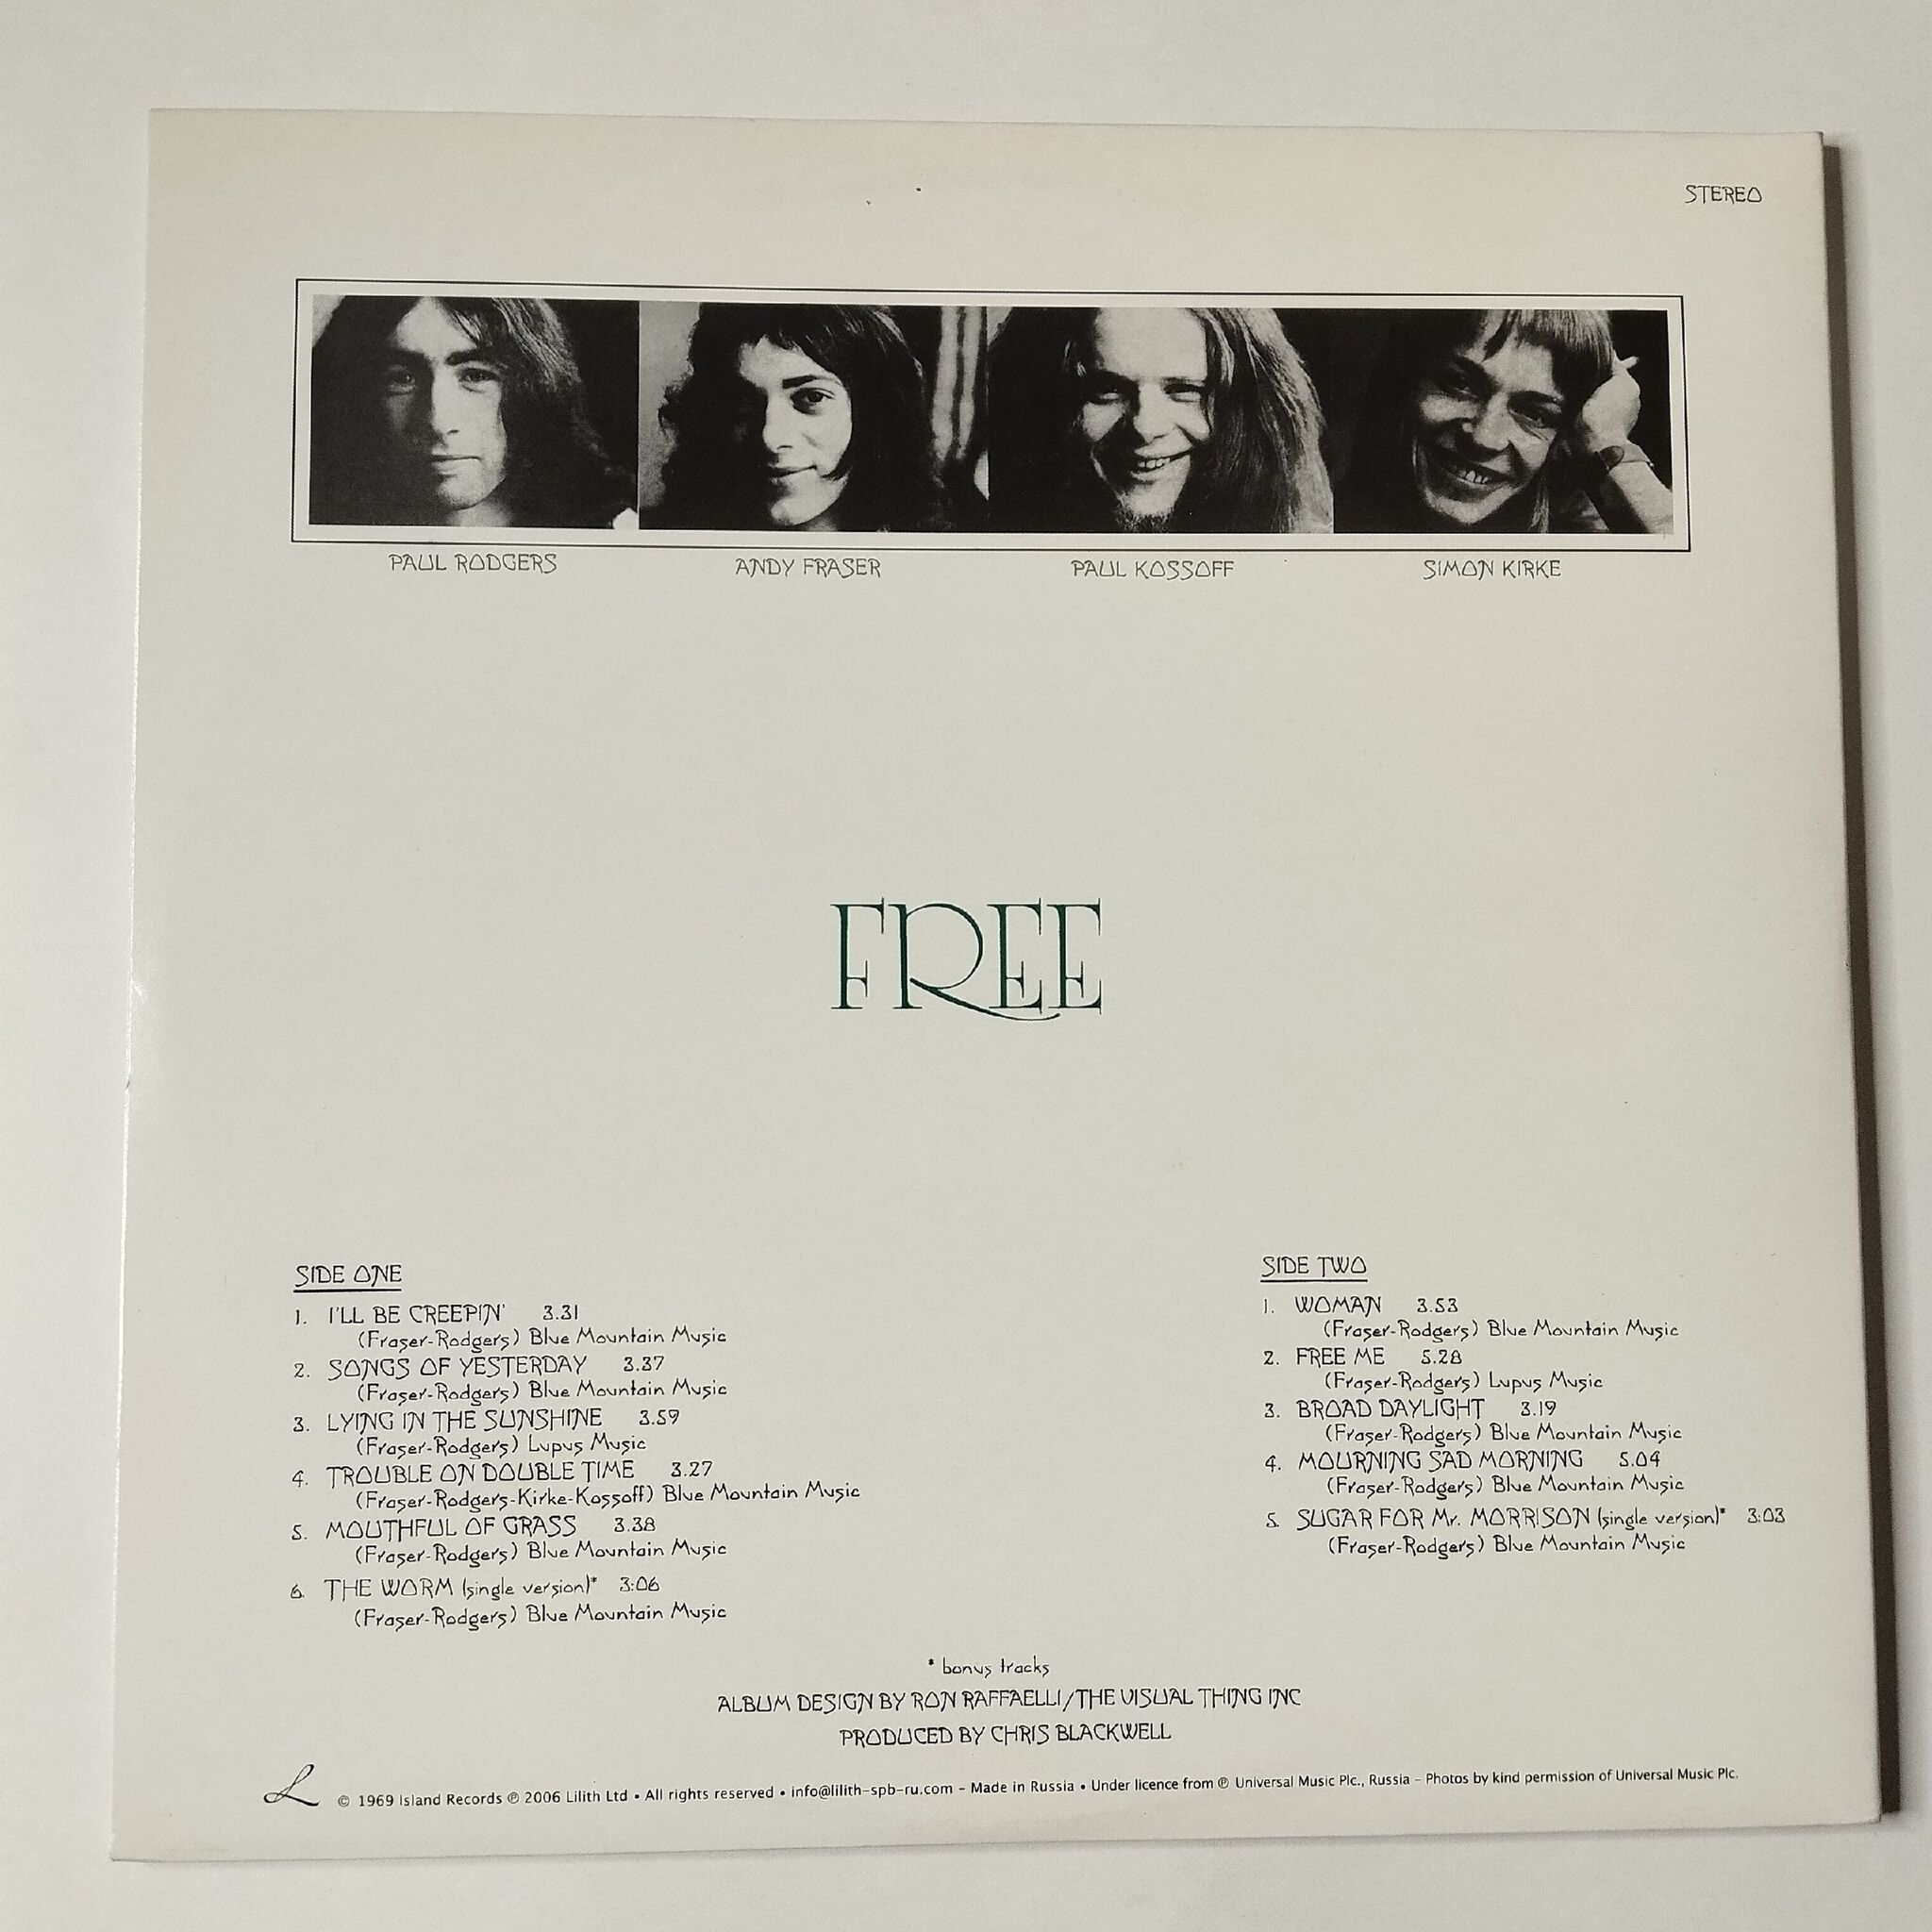 STEREO
PAUL RODGERS ANDY FRASER PAUL KOSSOFF SIMON KIRKE
FREE
SIDE ONE
1. I'LL BE CREEPIN' 3.31
(Fraser-Rodgers) Blue Mountain Music
2. SONGS OF YESTERDAY 3.37
(Fraser-Rodgers) Blue Mountain Music
3. LYING IN THE SUNSHINE 3.59
(Fraser-Rodgers) Lupus Music
4. TROUBLE ON DOUBLE TIME 3.27
(Fraser-Rodgers-Kirke-Kossoff) Blue Mountain Music
5. MOUTHFUL OF GRASS 3.38
(Fraser-Rodgers) Blue Mountain Music
6. THE WORM (single version)* 3:06
(Fraser-Rodgers) Blue Mountain Music
SIDE TWO
1. WOMAN 3.53
(Fraser-Rodgers) Blue Mountain Music
2. FREE ME 5.28
(Fraser-Rodgers) Lupus Music
3. BROAD DAYLIGHT 3.19
(Fraser-Rodgers) Blue Mountain Music
4. MOURNING SAD MORNING 5.04
(Fraser-Rodgers) Blue Mountain Music
5. SUGAR FOR Mr. MORRISON (single version)* 3:03
(Fraser-Rodgers) Blue Mountain Music
* bonus tracks
ALBUM DESIGN BY RON RAFFAELLI/THE VISUAL THING INC
PRODUCED BY CHRIS BLACKWELL
L © 1969 Island Records ℗ 2006 Lilith Ltd • All rights reserved • info@lilith-spb-ru.com – Made in Russia • Under licence from ℗ Universal Music Plc., Russia – Photos by kind permission of Universal Music Plc.